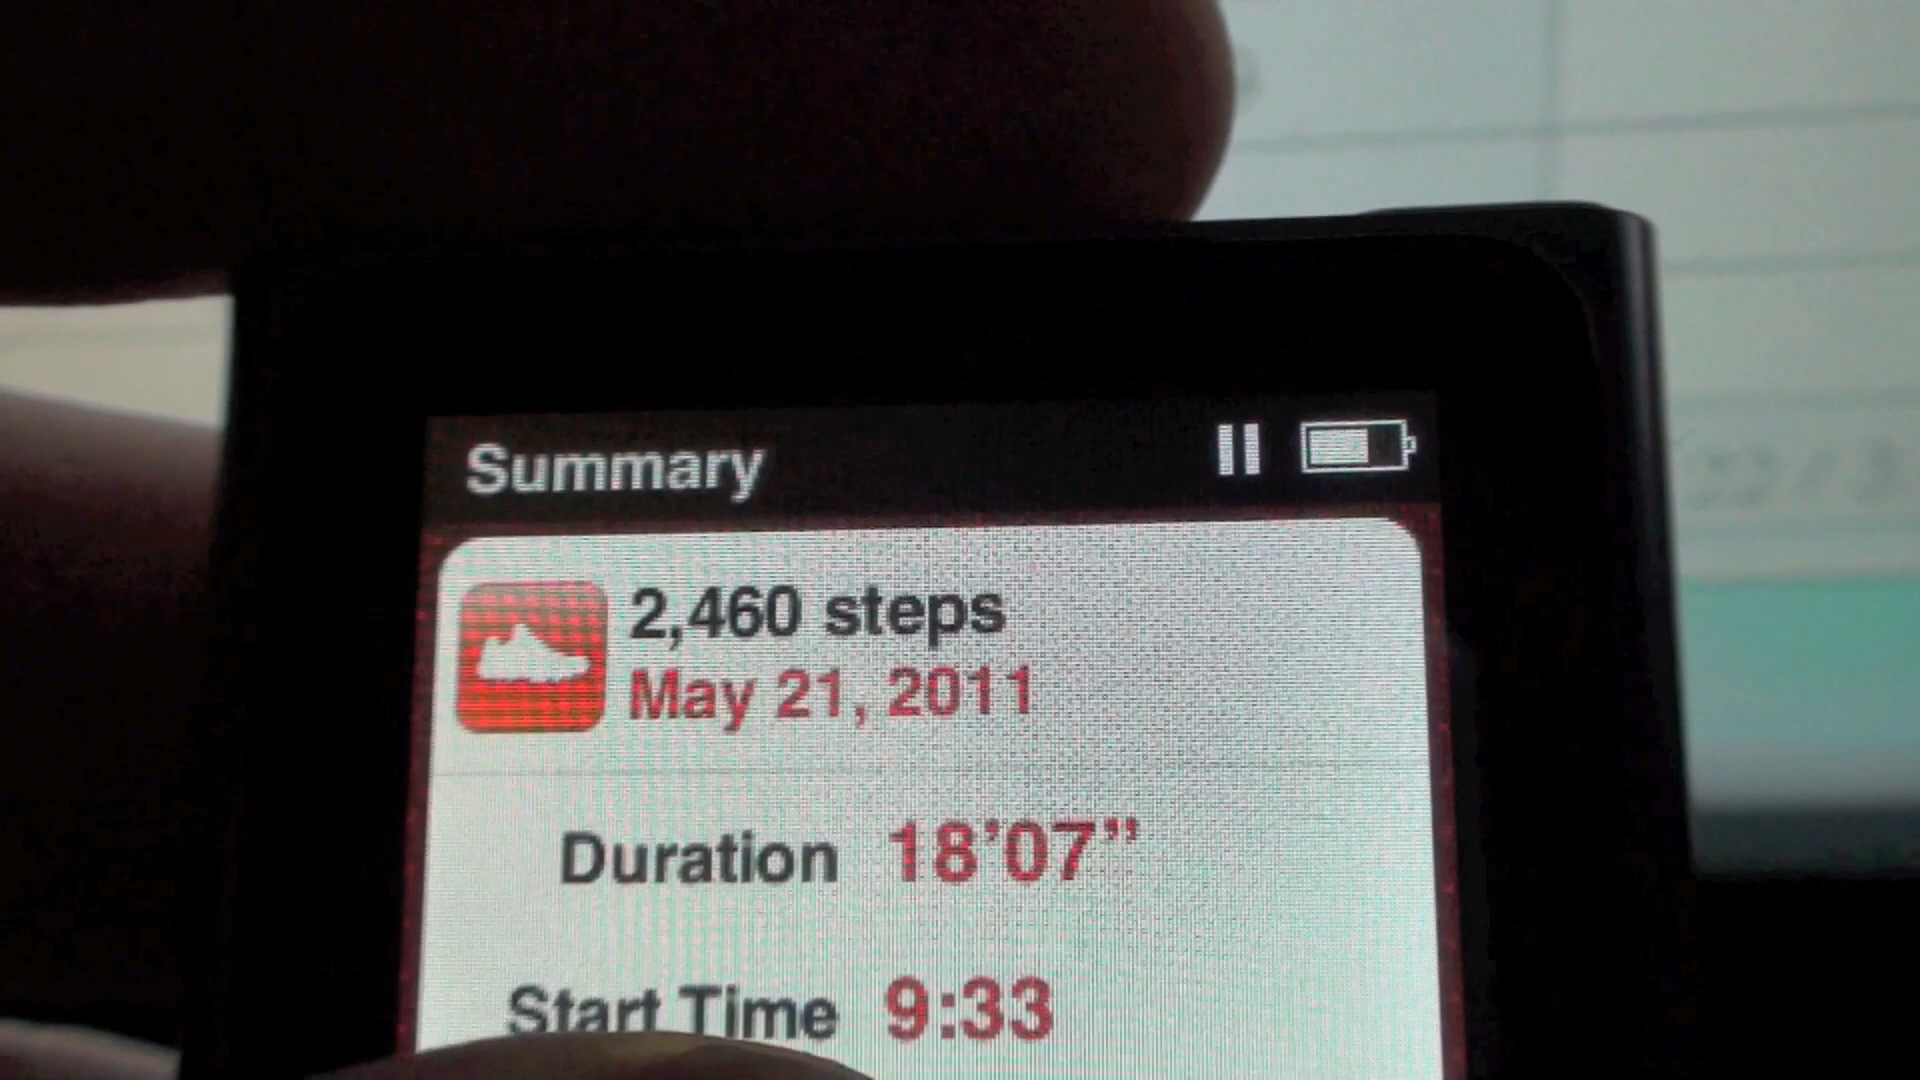 Summary
2,460 steps
May 21, 2011
Duration 18’07”
Start Time 9:33